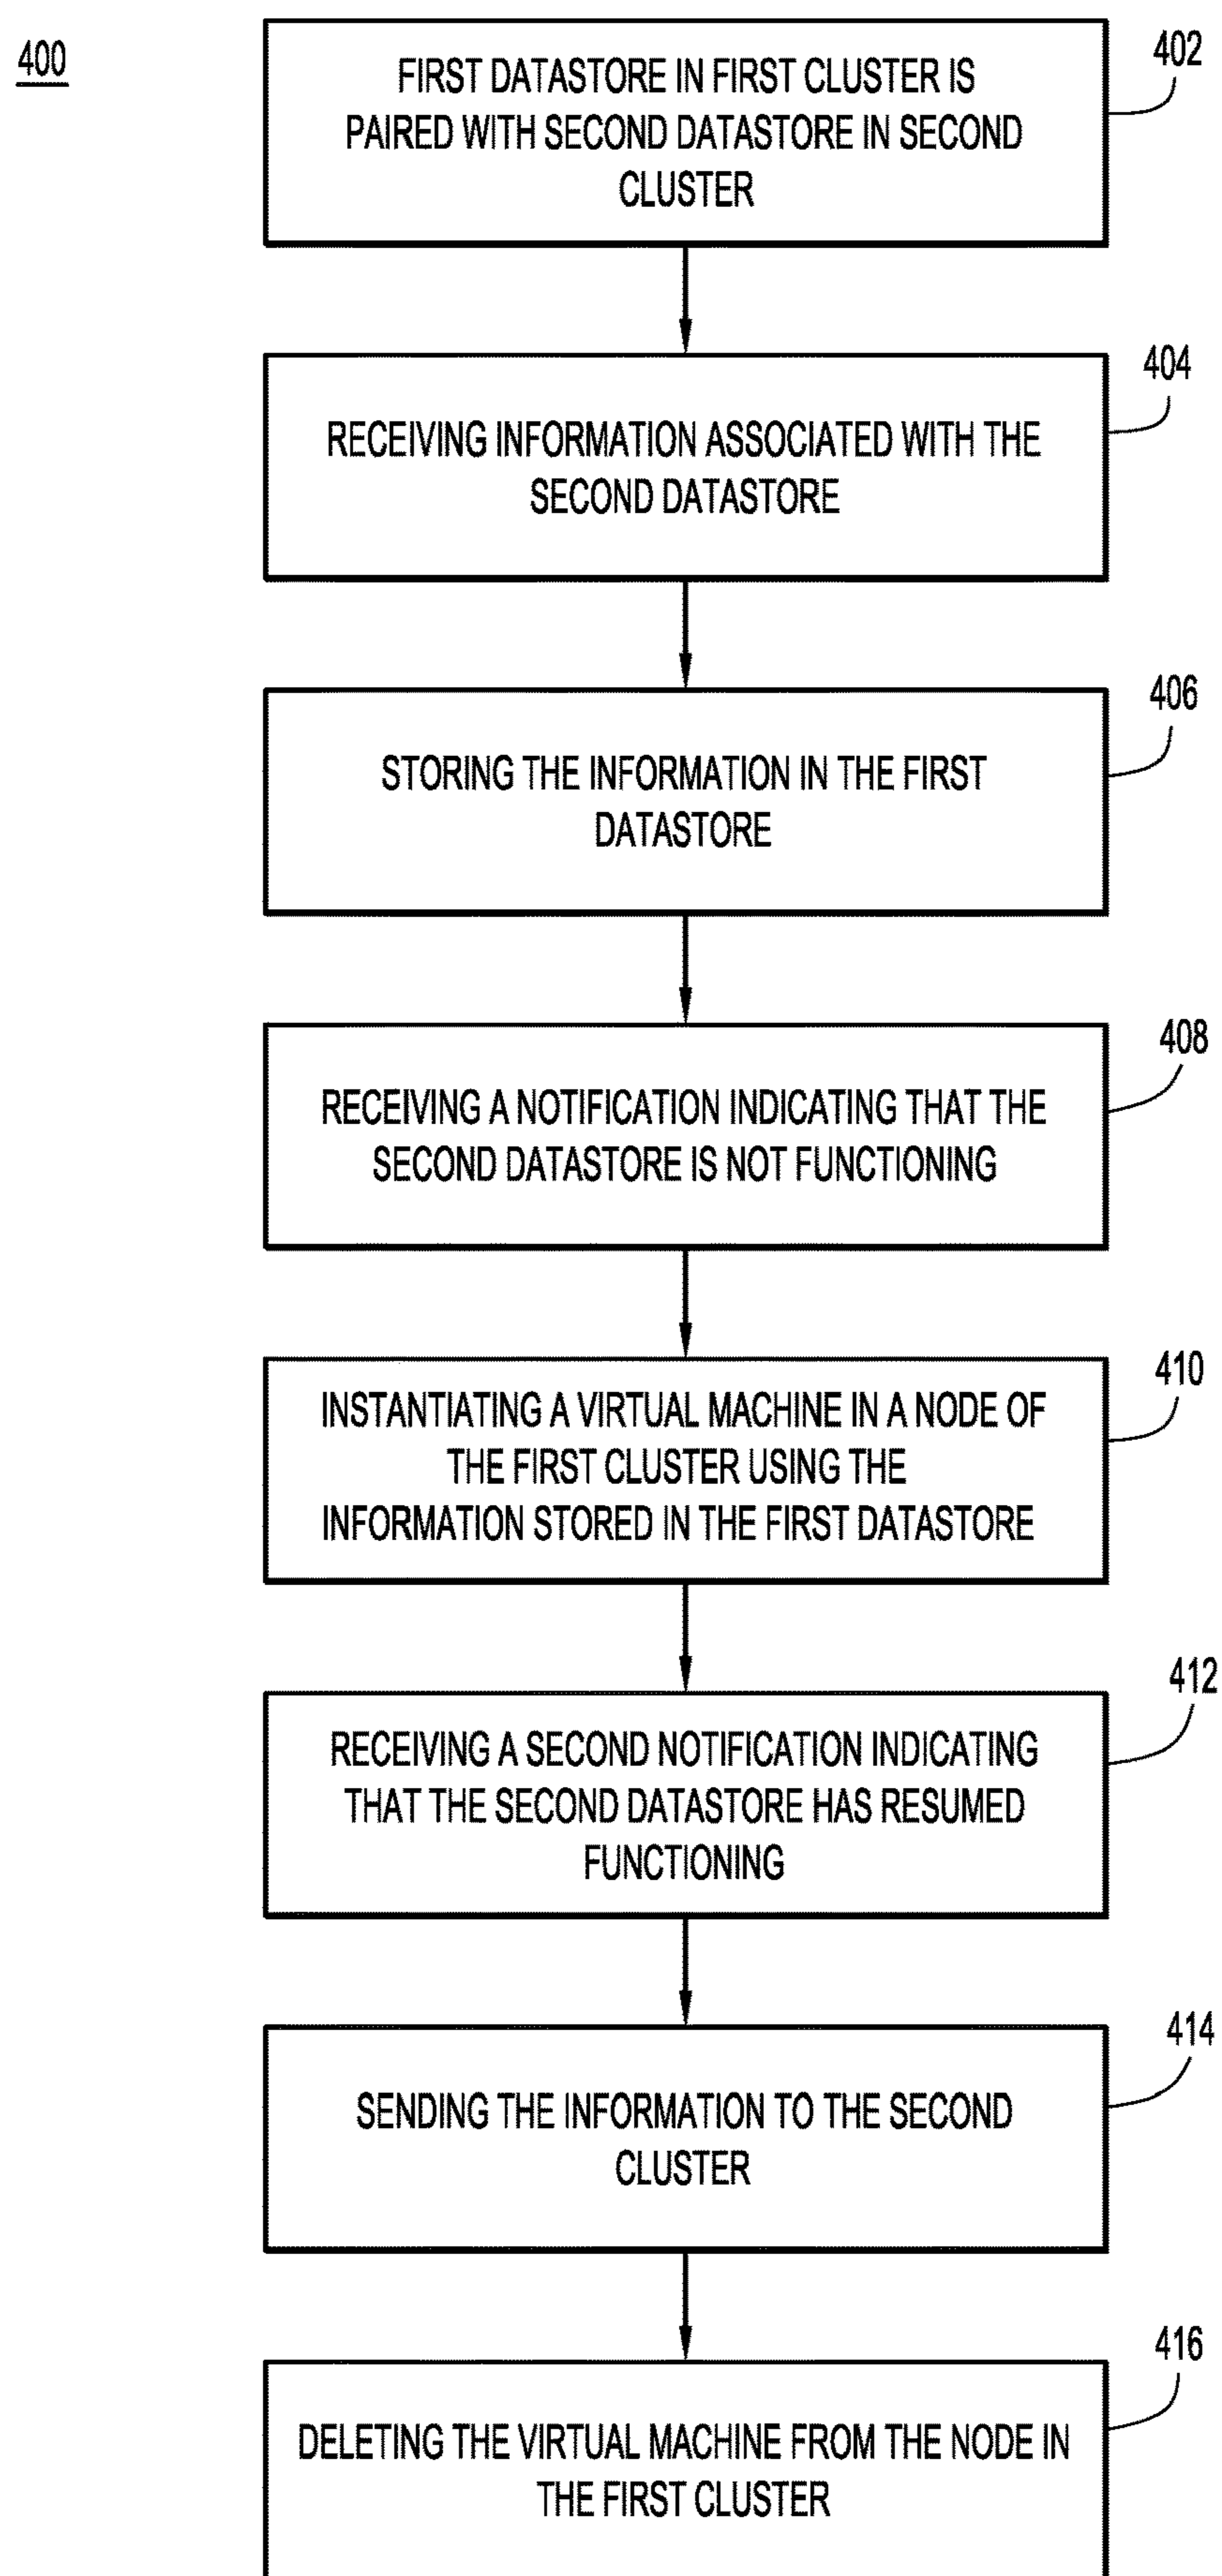 400
402
FIRST DATASTORE IN FIRST CLUSTER IS
PAIRED WITH SECOND DATASTORE IN SECOND
CLUSTER
404
RECEIVING INFORMATION ASSOCIATED WITH THE
SECOND DATASTORE
406
STORING THE INFORMATION IN THE FIRST
DATASTORE
408
RECEIVING A NOTIFICATION INDICATING THAT THE
SECOND DATASTORE IS NOT FUNCTIONING
410
INSTANTIATING A VIRTUAL MACHINE IN A NODE OF
THE FIRST CLUSTER USING THE
INFORMATION STORED IN THE FIRST DATASTORE
412
RECEIVING A SECOND NOTIFICATION INDICATING
THAT THE SECOND DATASTORE HAS RESUMED
FUNCTIONING
414
SENDING THE INFORMATION TO THE SECOND
CLUSTER
416
DELETING THE VIRTUAL MACHINE FROM THE NODE IN
THE FIRST CLUSTER